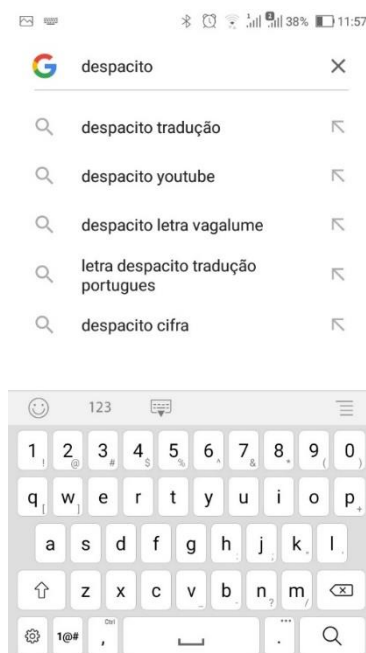 38% 11:57
G despacito
despacito tradução
despacito youtube
despacito letra vagalume
letra despacito tradução
portugues
despacito cifra
123
1 ! 2 @ 3 # 4 $ 5 % 6 ^ 7 & 8 * 9 ( 0 )
q [ w ] e r t y u i o p +
a s d f g h : j ; k , l .
z x c v _ b n ? m /
1@# Ctrl , .